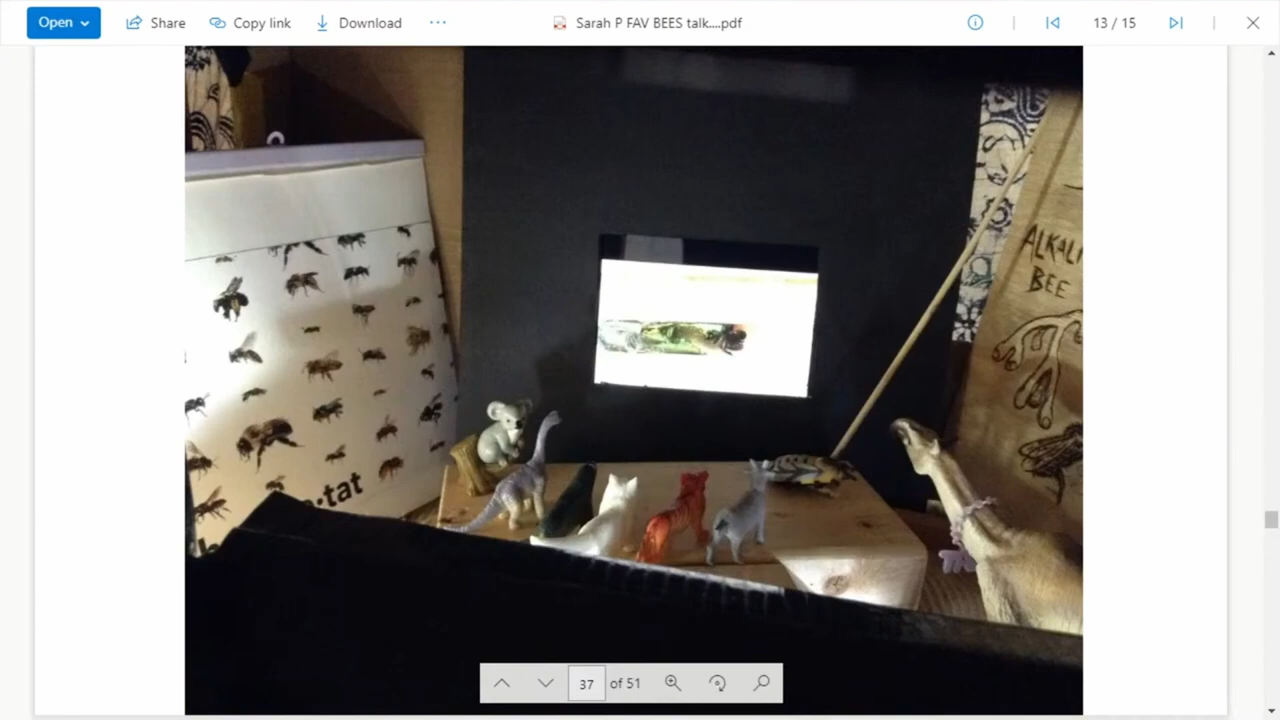 Open
Share
Copy link
Download
Sarah P FAV BEES talk....pdf
13 / 15
ALKALI
BEE
tat
37 of 51